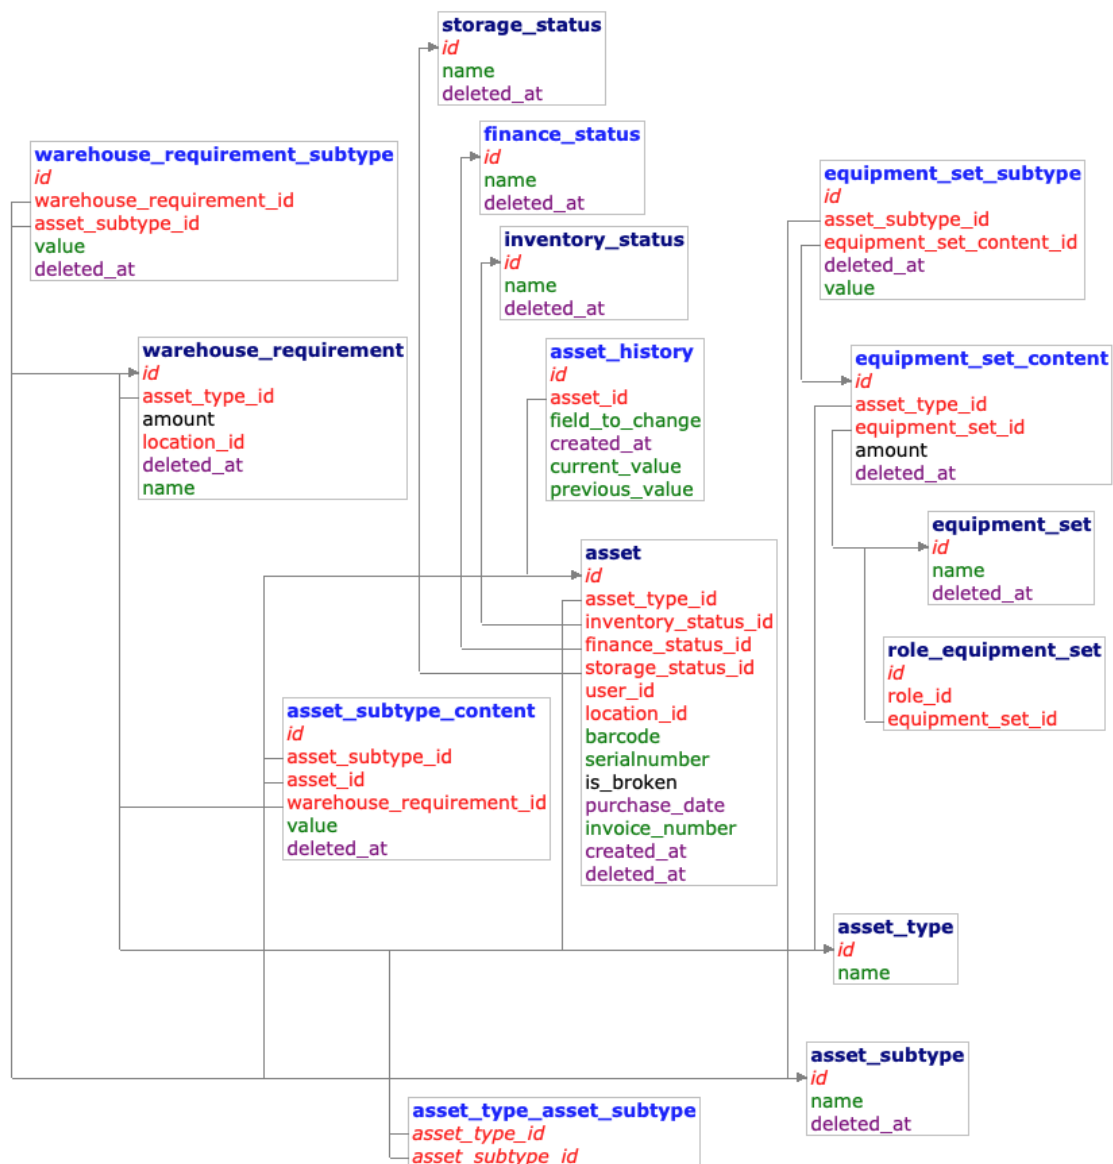 storage_status
id
name
deleted_at
finance_status
id
name
deleted_at
warehouse_requirement_subtype
id
warehouse_requirement_id
asset_subtype_id
value
deleted_at
equipment_set_subtype
id
asset_subtype_id
equipment_set_content_id
deleted_at
value
inventory_status
id
name
deleted_at
warehouse_requirement
id
asset_type_id
amount
location_id
deleted_at
name
asset_history
id
asset_id
field_to_change
created_at
current_value
previous_value
equipment_set_content
id
asset_type_id
equipment_set_id
amount
deleted_at
equipment_set
id
name
deleted_at
asset
id
asset_type_id
inventory_status_id
finance_status_id
storage_status_id
user_id
location_id
barcode
serialnumber
is_broken
purchase_date
invoice_number
created_at
deleted_at
role_equipment_set
id
role_id
equipment_set_id
asset_subtype_content
id
asset_subtype_id
asset_id
warehouse_requirement_id
value
deleted_at
asset_type
id
name
asset_subtype
id
name
deleted_at
asset_type_asset_subtype
asset_type_id
asset_subtype_id